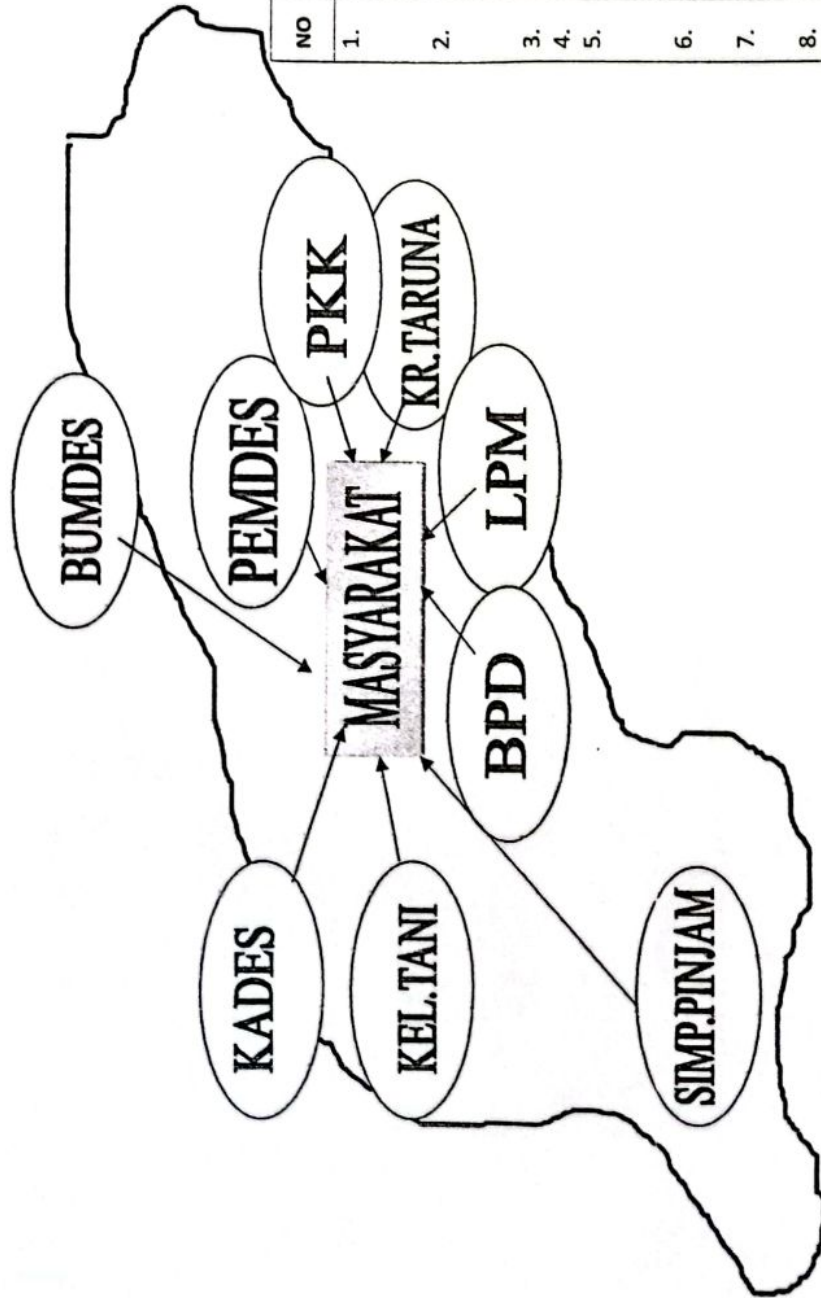 BUMDES
KADES
PEMDES
PKK
KEL.TANI
MASYARAKAT
KR.TARUNA
BPD
LPM
SIMP.PINJAM
NO
1.
2.
3.
4.
5.
6.
7.
8.